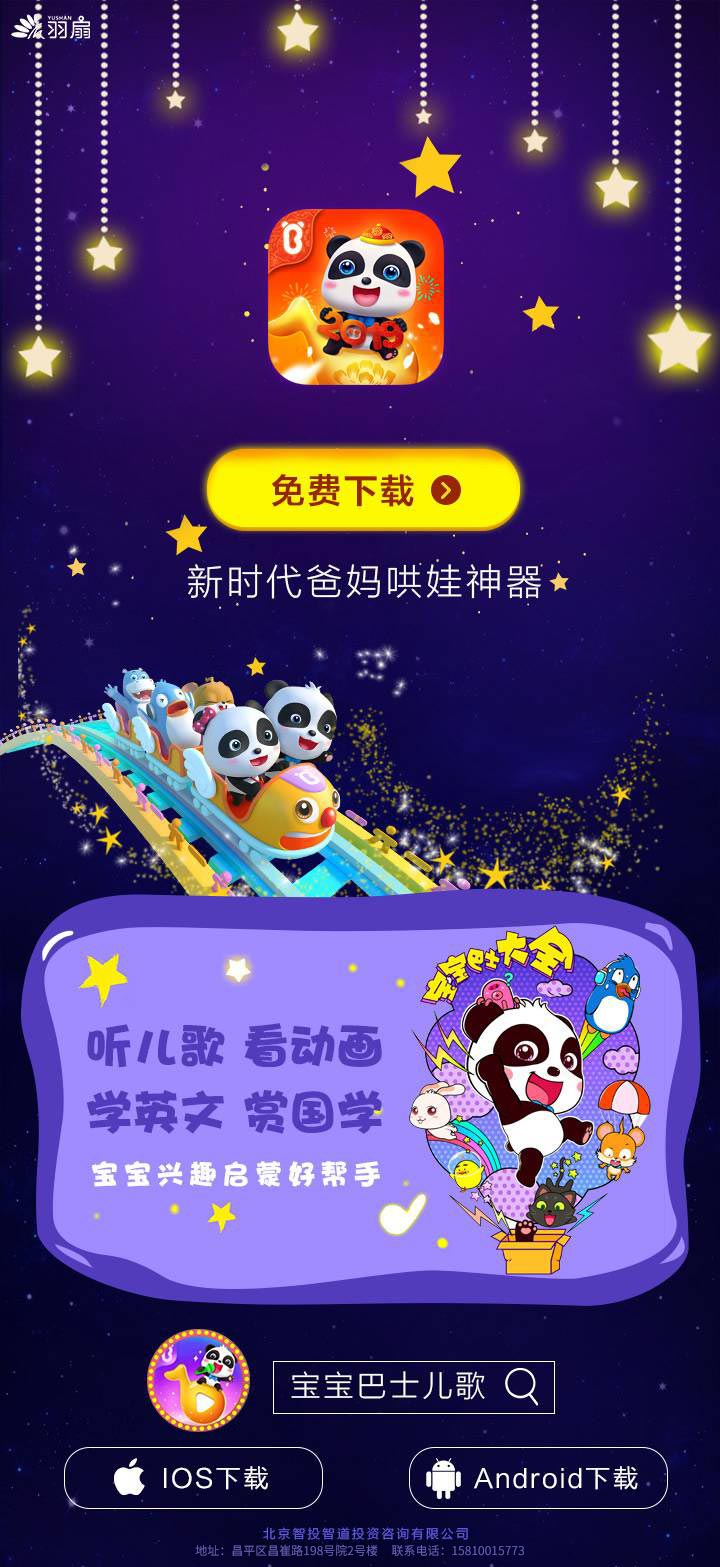 YUSHAN
羽扇
2019
免费下载
新时代爸妈哄娃神器
宝宝巴士大全
听儿歌 看动画
学英文 赏国学
宝宝兴趣启蒙好帮手
宝宝巴士儿歌
IOS下载
Android下载
北京智投智道投资咨询有限公司
地址：昌平区昌崔路198号院2号楼 联系电话：15810015773